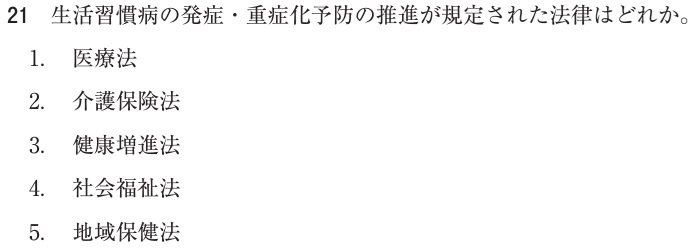 21 生活習慣病の発症・重症化予防の推進が規定された法律はどれか。
1. 医療法
2. 介護保険法
3. 健康増進法
4. 社会福祉法
5. 地域保健法